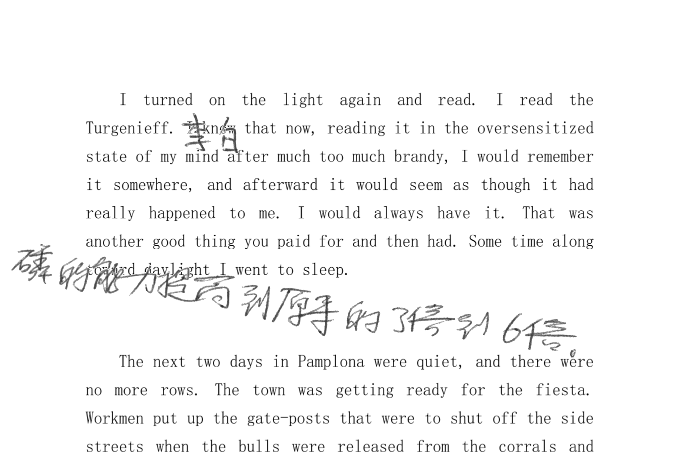 I turned on the light again and read. I read the
Turgenieff. I knew that now, reading it in the oversensitized
李白
state of my mind after much too much brandy, I would remember
it somewhere, and afterward it would seem as though it had
really happened to me. I would always have it. That was
another good thing you paid for and then had. Some time along
toward daylight I went to sleep.
磷的能力提高到原来的3倍到6倍。
The next two days in Pamplona were quiet, and there were
no more rows. The town was getting ready for the fiesta.
Workmen put up the gate-posts that were to shut off the side
streets when the bulls were released from the corrals and